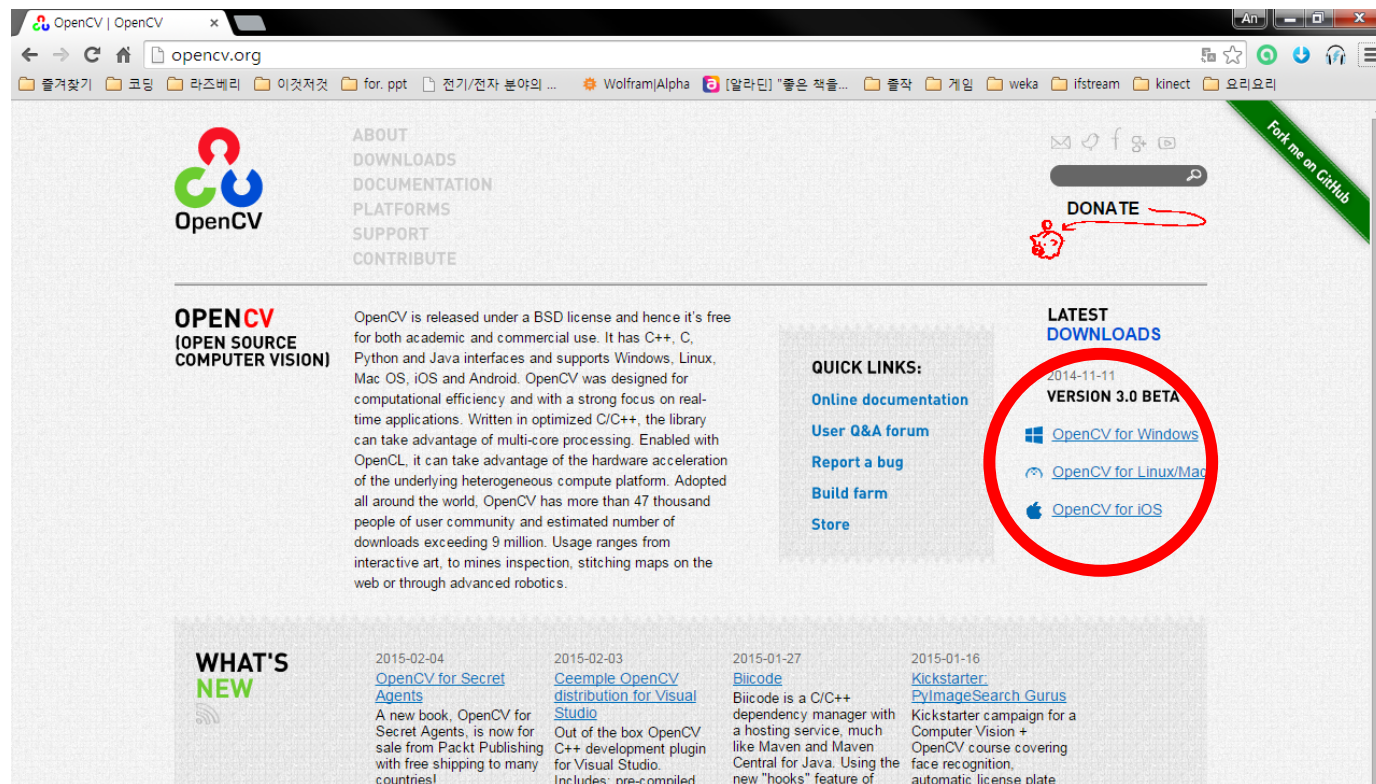 OpenCV | OpenCV
An
opencv.org
즐겨찾기
코딩
라즈베리
이것저것
for. ppt
전기/전자 분야의 ...
Wolfram|Alpha
[알라딘] "좋은 책을...
졸작
게임
weka
ifstream
kinect
요리요리
OpenCV
ABOUT
DOWNLOADS
DOCUMENTATION
PLATFORMS
SUPPORT
CONTRIBUTE
DONATE
Fork me on GitHub
OPENCV
(OPEN SOURCE
COMPUTER VISION)
OpenCV is released under a BSD license and hence it's free
for both academic and commercial use. It has C++, C,
Python and Java interfaces and supports Windows, Linux,
Mac OS, iOS and Android. OpenCV was designed for
computational efficiency and with a strong focus on real-
time applications. Written in optimized C/C++, the library
can take advantage of multi-core processing. Enabled with
OpenCL, it can take advantage of the hardware acceleration
of the underlying heterogeneous compute platform. Adopted
all around the world, OpenCV has more than 47 thousand
people of user community and estimated number of
downloads exceeding 9 million. Usage ranges from
interactive art, to mines inspection, stitching maps on the
web or through advanced robotics.
QUICK LINKS:
Online documentation
User Q&A forum
Report a bug
Build farm
Store
LATEST
DOWNLOADS
2014-11-11
VERSION 3.0 BETA
OpenCV for Windows
OpenCV for Linux/Mac
OpenCV for iOS
WHAT'S
NEW
2015-02-04
OpenCV for Secret
Agents
A new book, OpenCV for
Secret Agents, is now for
sale from Packt Publishing
with free shipping to many
countries!
2015-02-03
Ceemple OpenCV
distribution for Visual
Studio
Out of the box OpenCV
C++ development plugin
for Visual Studio.
Includes: pre-compiled
2015-01-27
Biicode
Biicode is a C/C++
dependency manager with
a hosting service, much
like Maven and Maven
Central for Java. Using the
new "hooks" feature of
2015-01-16
Kickstarter:
PyImageSearch Gurus
Kickstarter campaign for a
Computer Vision +
OpenCV course covering
face recognition,
automatic license plate